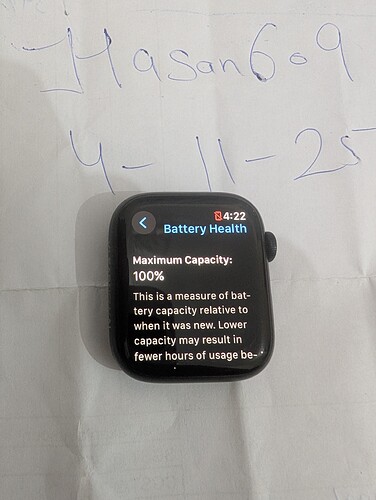 Hasan609
4-11-25
4:22
Battery Health
Maximum Capacity:
100%
This is a measure of bat-
tery capacity relative to
when it was new. Lower
capacity may result in
fewer hours of usage be-